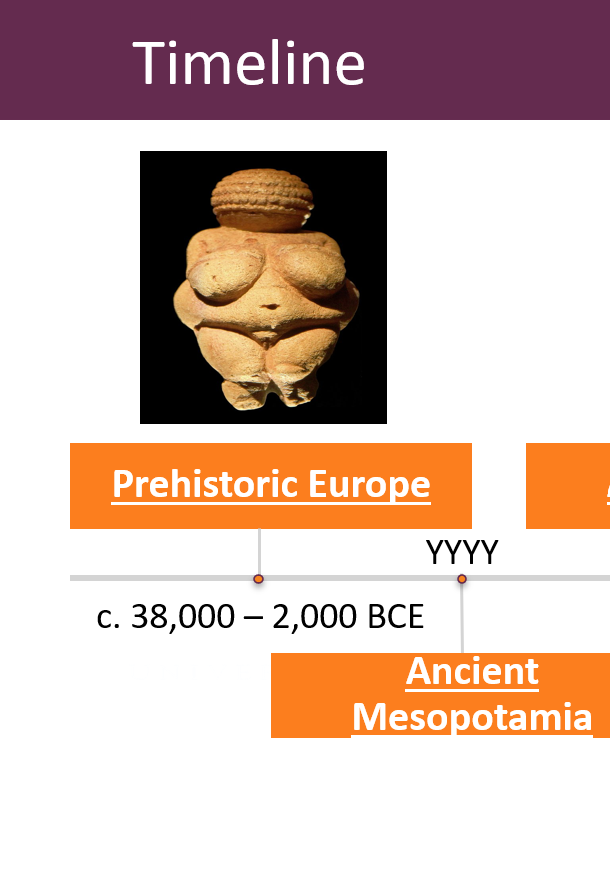 Timeline
Prehistoric Europe
YYYY
c. 38,000 – 2,000 BCE
Ancient
Mesopotamia